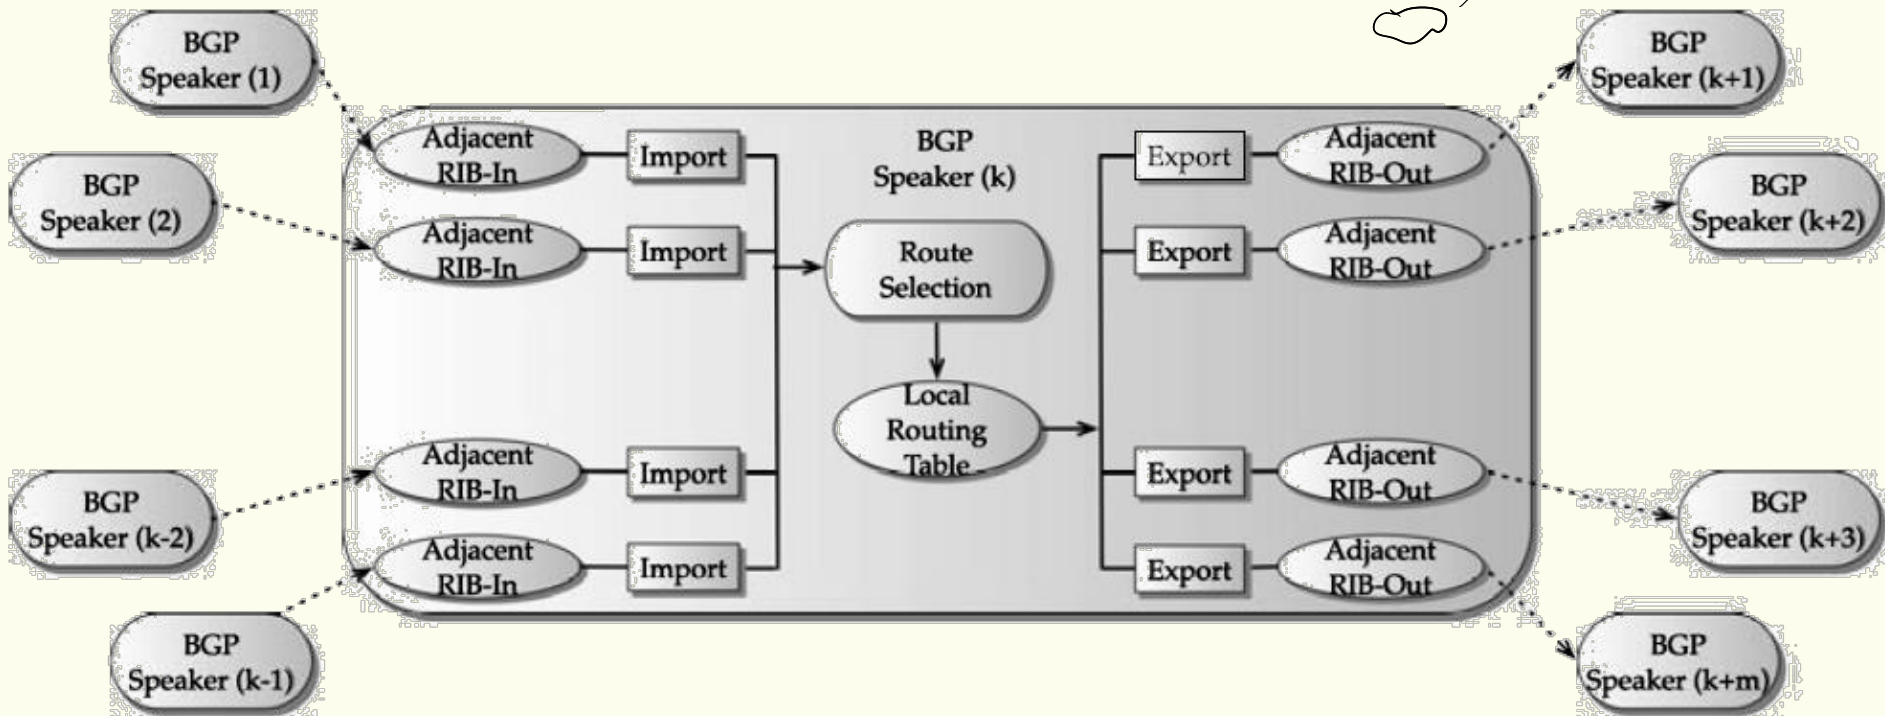 BGP
Speaker (1)
BGP
Speaker (2)
BGP
Speaker (k-2)
BGP
Speaker (k-1)
Adjacent
RIB-In
Import
Adjacent
RIB-In
Import
Adjacent
RIB-In
Import
Adjacent
RIB-In
Import
BGP
Speaker (k)
Route
Selection
Local
Routing
Table
Export
Adjacent
RIB-Out
Export
Adjacent
RIB-Out
Export
Adjacent
RIB-Out
Export
Adjacent
RIB-Out
BGP
Speaker (k+1)
BGP
Speaker (k+2)
BGP
Speaker (k+3)
BGP
Speaker (k+m)